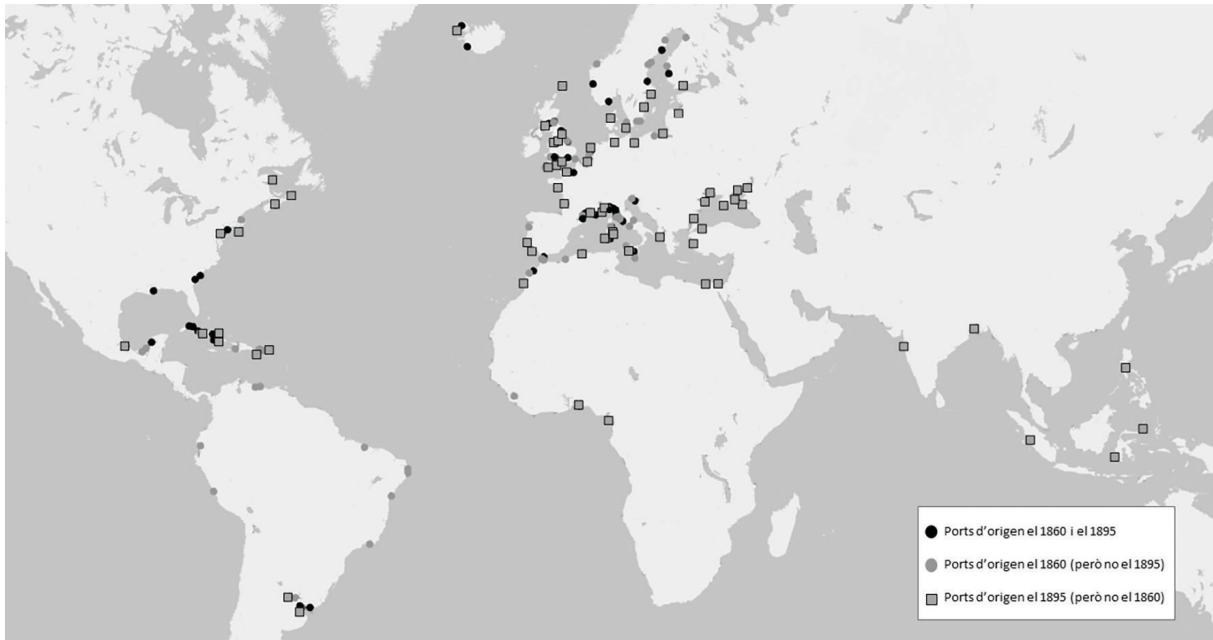 Ports d'origen el 1860 i el 1895
Ports d'origen el 1860 (però no el 1895)
Ports d'origen el 1895 (però no el 1860)